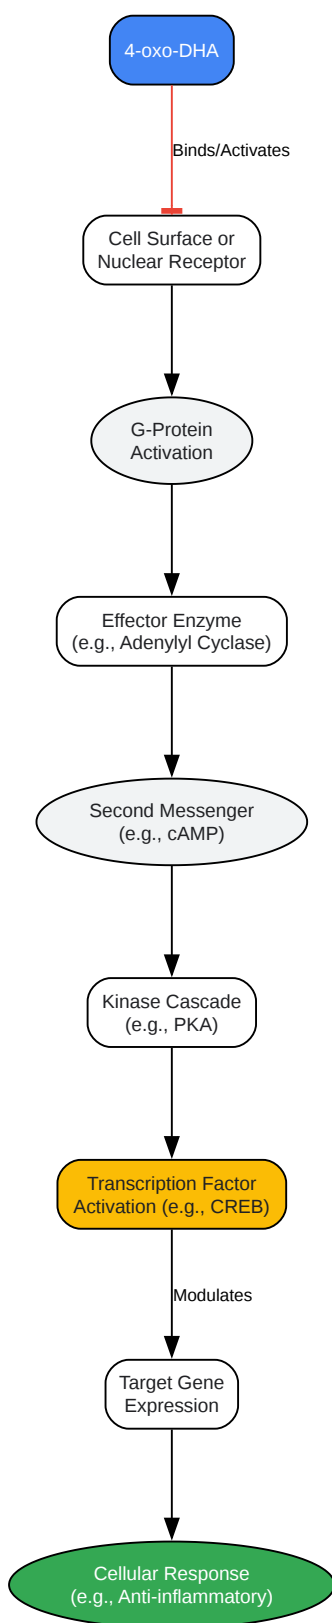 4-oxo-DHA
Binds/Activates
Cell Surface or
Nuclear Receptor
G-Protein
Activation
Effector Enzyme
(e.g., Adenylyl Cyclase)
Second Messenger
(e.g., cAMP)
Kinase Cascade
(e.g., PKA)
Transcription Factor
Activation (e.g., CREB)
Modulates
Target Gene
Expression
Cellular Response
(e.g., Anti-inflammatory)